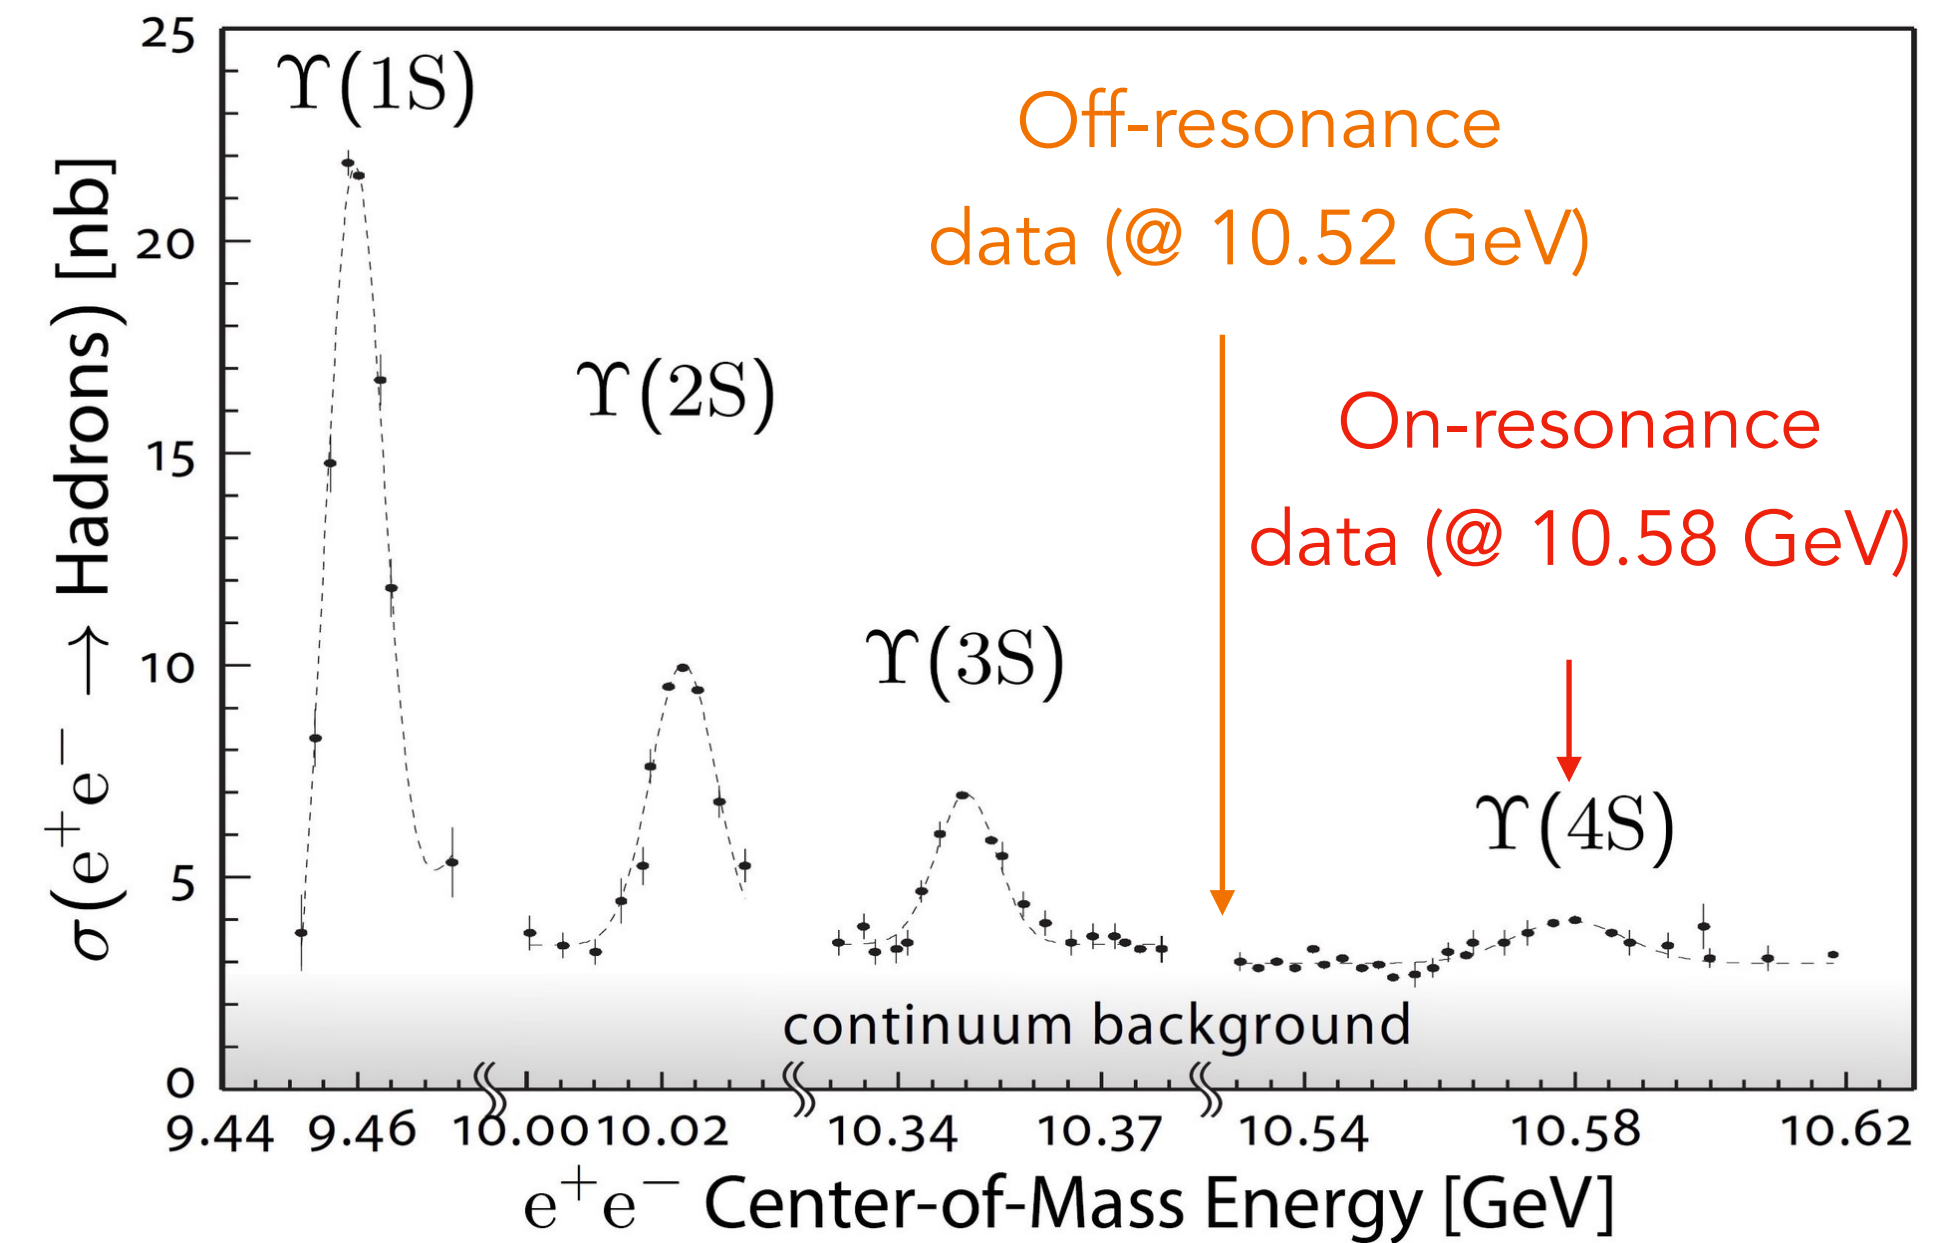 25
20
15
10
5
0
σ(e⁺e⁻ → Hadrons) [nb]
ϒ(1S)
ϒ(2S)
ϒ(3S)
ϒ(4S)
Off-resonance
data (@ 10.52 GeV)
On-resonance
data (@ 10.58 GeV)
continuum background
9.44 9.46 10.00 10.02 10.34 10.37 10.54 10.58 10.62
e⁺e⁻ Center-of-Mass Energy [GeV]